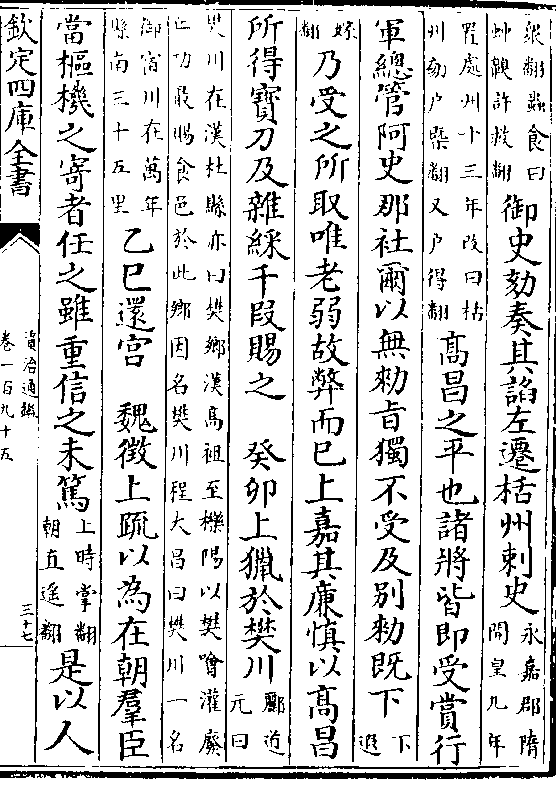 衆翻蟲食曰
蚛齅許救翻
御史劾奏其諂左遷栝州刺史
永嘉郡隋
開皇九年
置處州十三年改曰栝
州劾户槩翻又户得翻
高昌之平也諸將皆即受賞行
軍總管阿史那社爾以無勑旨獨不受及別勑既下
下
遐
嫁
翻
乃受之所取唯老弱故弊而已上嘉其廉慎以高昌
所得寶刀及雜綵千段賜之 癸卯上獵於樊川
酈道
元曰
樊川在漢杜縣亦曰樊鄉漢高祖至櫟陽以樊噲灌廢
丘功最賜食邑於此鄉因名樊川程大昌曰樊川一名
御宿川在萬年
縣南三十五里
乙巳還宫 魏徵上疏以為在朝羣臣
當樞機之寄者任之雖重信之未篤
上時掌翻
朝直遥翻
是以人
欽定四庫全書
資治通鑑
卷一百九十五
三十七